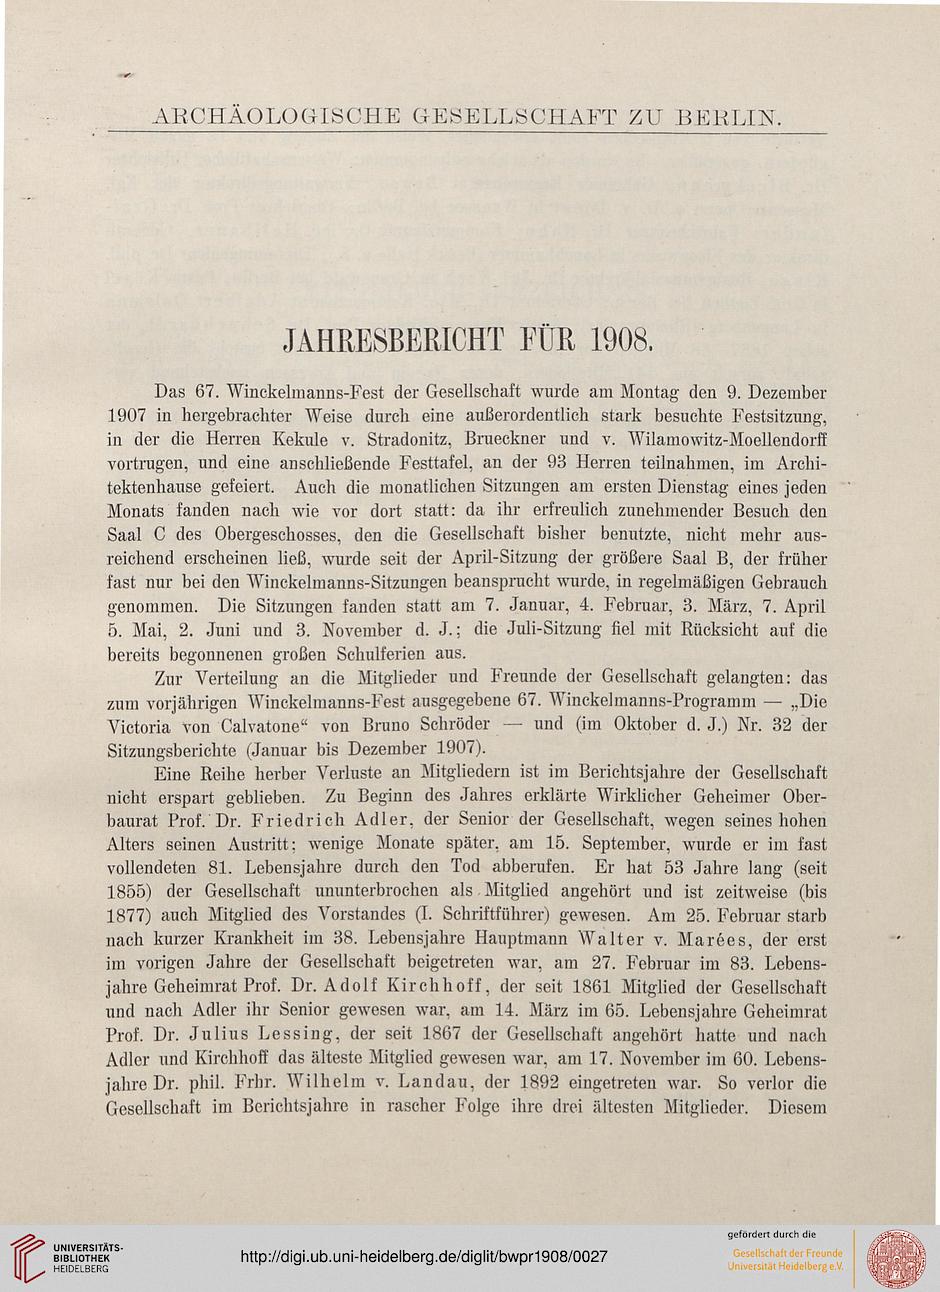 ARCHÄOLOGISCHE GESELLSCHAFT ZU BERLIN.
JAHRESBERICHT FÜR 1908.
Das 67. Winckelmanns-Fest der Gesellschaft wurde am Montag den 9. Dezember
1907 in hergebrachter Weise durch eine außerordentlich stark besuchte Festsitzung,
in der die Herren Kekule v. Stradonitz, Brueckner und v. Wilamowitz-Moellendorff
vortrugen, und eine anschließende Festtafel, an der 93 Herren teilnahmen, im Archi-
tektenhause gefeiert. Auch die monatlichen Sitzungen am ersten Dienstag eines jeden
Monats fanden nach wie vor dort statt: da ihr erfreulich zunehmender Besuch den
Saal C des Obergeschosses, den die Gesellschaft bisher benutzte, nicht mehr aus-
reichend erscheinen ließ, wurde seit der April-Sitzung der größere Saal B, der früher
fast nur bei den Winckelmanns-Sitzungen beansprucht wurde, in regelmäßigen Gebrauch
genommen. Die Sitzungen fanden statt am 7. Januar, 4. Februar, 3. März, 7. April
5. Mai, 2. Juni und 3. November d. J.; die Juli-Sitzung fiel mit Rücksicht auf die
bereits begonnenen großen Schulferien aus.
Zur Verteilung an die Mitglieder und Freunde der Gesellschaft gelangten: das
zum vorjährigen Winckelmanns-Fest ausgegebene 67. Winckelmanns-Programm — „Die
Victoria von Calvatone“ von Bruno Schröder — und (im Oktober d. J.) Nr. 32 der
Sitzungsberichte (Januar bis Dezember 1907).
Eine Reihe herber Verluste an Mitgliedern ist im Berichtsjahre der Gesellschaft
nicht erspart geblieben. Zu Beginn des Jahres erklärte Wirklicher Geheimer Ober-
baurat Prof. Dr. Friedrich Adler, der Senior der Gesellschaft, wegen seines hohen
Alters seinen Austritt; wenige Monate später, am 15. September, wurde er im fast
vollendeten 81. Lebensjahre durch den Tod abberufen. Er hat 53 Jahre lang (seit
1855) der Gesellschaft ununterbrochen als Mitglied angehört und ist zeitweise (bis
1877) auch Mitglied des Vorstandes (I. Schriftführer) gewesen. Am 25. Februar starb
nach kurzer Krankheit im 38. Lebensjahre Hauptmann Walter v. Marées, der erst
im vorigen Jahre der Gesellschaft beigetreten war, am 27. Februar im 83. Lebens-
jahre Geheimrat Prof. Dr. Adolf Kirchhoff, der seit 1861 Mitglied der Gesellschaft
und nach Adler ihr Senior gewesen war, am 14. März im 65. Lebensjahre Geheimrat
Prof. Dr. Julius Lessing, der seit 1867 der Gesellschaft angehört hatte und nach
Adler und Kirchhoff das älteste Mitglied gewesen war, am 17. November im 60. Lebens-
jahre Dr. phil. Frhr. Wilhelm v. Landau, der 1892 eingetreten war. So verlor die
Gesellschaft im Berichtsjahre in rascher Folge ihre drei ältesten Mitglieder. Diesem
UNIVERSITÄTS-
BIBLIOTHEK
HEIDELBERG
http://digi.ub.uni-heidelberg.de/diglit/bwpr1908/0027
gefördert durch die
Gesellschaft der Freunde
Universität Heidelberg e.V.